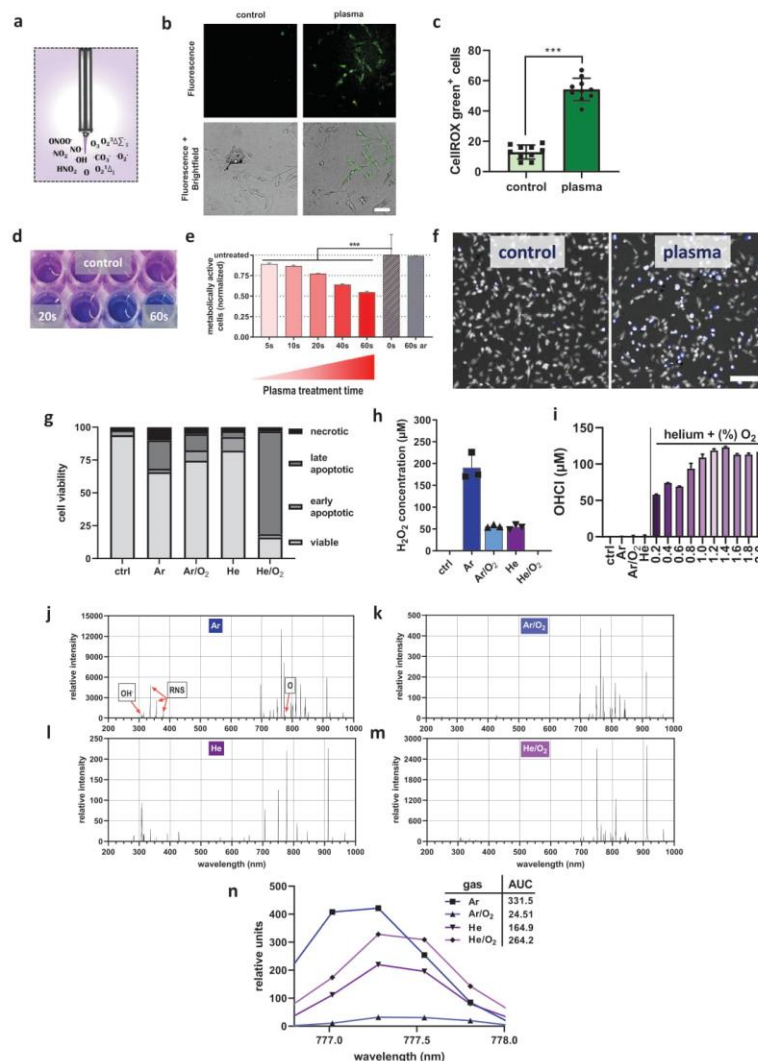 a
ONOO⁻
NO₂⁻
NO
OH
O₃
CO₃⁻
O₂⁻
HNO₂
O
b
control
plasma
Fluorescence
Fluorescence +
Brightfield
c
CellROX green⁺ cells
80
60
40
20
0
***
control
plasma
d
control
20s
60s
e
metabolically active
cells (normalized)
untreated
0.75
0.50
0.25
0.00
***
5s 10s 20s 40s 60s 0s 60s ar
Plasma treatment time
f
control
plasma
g
cell viability
100
75
50
25
0
ctrl Ar Ar/O₂ He He/O₂
necrotic
late
apoptotic
early
apoptotic
viable
h
H₂O₂ concentration (µM)
300
250
200
150
100
50
0
ctrl
Ar
Ar/O₂
He
He/O₂
i
helium + (%) O₂
OHCl (µM)
150
100
50
0
ctrl
Ar
Ar/O₂
He
0.2
0.4
0.6
0.8
1.0
1.2
1.4
1.6
1.8
j
Ar
relative intensity
15000
12000
9000
6000
3000
0
OH
RNS
O
200 300 400 500 600 700 800 900 1000
k
Ar/O₂
relative intensity
500
400
300
200
100
0
200 300 400 500 600 700 800 900 1000
l
He
relative intensity
250
200
150
100
50
0
200 300 400 500 600 700 800 900 1000
wavelength (nm)
m
He/O₂
relative intensity
3000
2400
1800
1200
600
0
200 300 400 500 600 700 800 900 1000
wavelength (nm)
n
relative units
500
400
300
200
100
0
gas AUC
Ar 331.5
Ar/O₂ 24.51
He 164.9
He/O₂ 264.2
777.0 777.5 778.0
wavelength (nm)